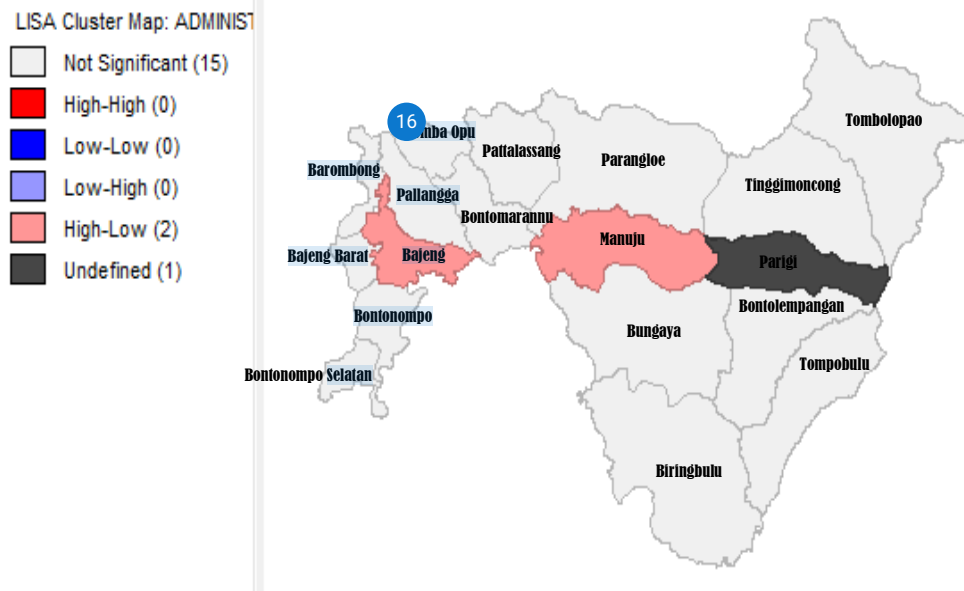 LISA Cluster Map: ADMINIST
Not Significant (15)
High-High (0)
Low-Low (0)
Low-High (0)
High-Low (2)
Undefined (1)
16
mba Opu
Tombolopao
Pattalassang
Parangloe
Barombong
Tinggimoncong
Pallangga
Bontomarannu
Manuju
Bajeng Barat
Bajeng
Parigi
Bontolempangan
Bontonompo
Bungaya
Tompobulu
Bontonompo Selatan
Biringbulu